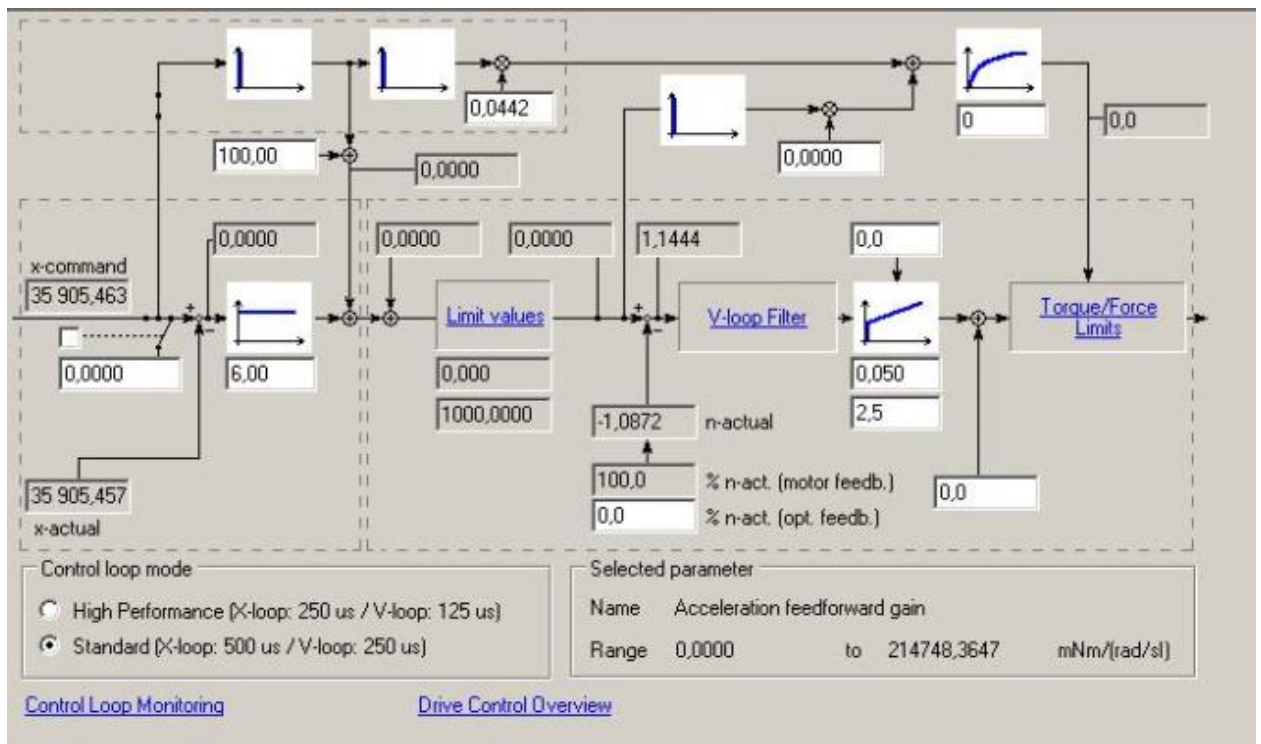 0,0442
0
0,0
100,00
0,0000
0,0000
0,0000
0,0000
0,0000
1,1444
0,0
x-command
35 905,463
+
−
Limit values
+
−
V-loop Filter
Torque/Force
Limits
0,0000
6,00
0,000
0,050
1000,0000
-1,0872
n-actual
2,5
35 905,457
100,0
% n-act. (motor feedb.)
0,0
x-actual
0,0
% n-act. (opt. feedb.)
Control loop mode
High Performance (X-loop: 250 us / V-loop: 125 us)
Standard (X-loop: 500 us / V-loop: 250 us)
Selected parameter
Name Acceleration feedforward gain
Range 0,0000 to 214748,3647 mNm/(rad/s)
Control Loop Monitoring
Drive Control Overview